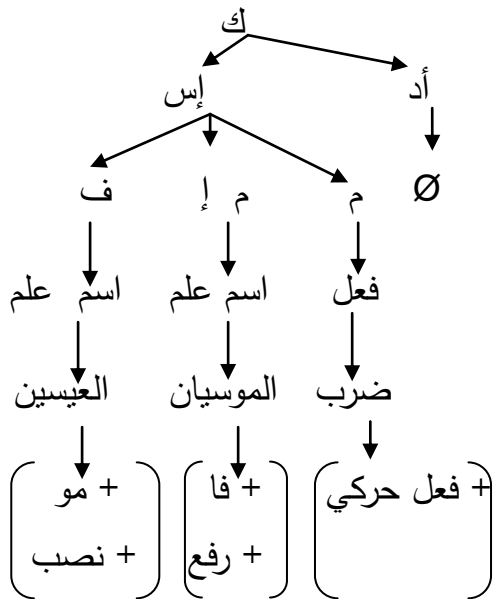 ك
أد إس
Ø م م إ ف
فعل اسم علم اسم علم
ضرب الموسيان العيسين
+ فعل حركي + فا + مو
+ رفع + نصب